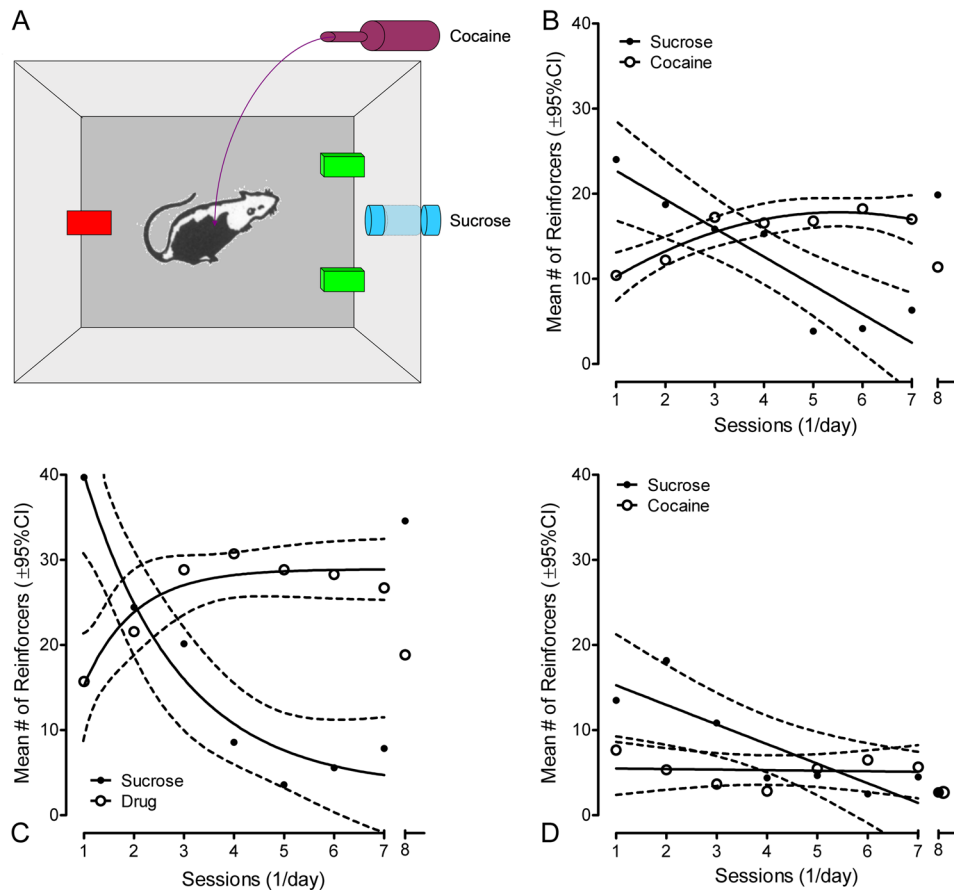 A
Cocaine
Sucrose
B
Mean # of Reinforcers (±95%CI)
40
30
20
10
0
Sucrose
Cocaine
1 2 3 4 5 6 7 8
Sessions (1/day)
C
Mean # of Reinforcers (±95%CI)
40
30
20
10
0
Sucrose
Drug
1 2 3 4 5 6 7 8
Sessions (1/day)
D
Mean # of Reinforcers (±95%CI)
40
30
20
10
0
Sucrose
Cocaine
1 2 3 4 5 6 7 8
Sessions (1/day)